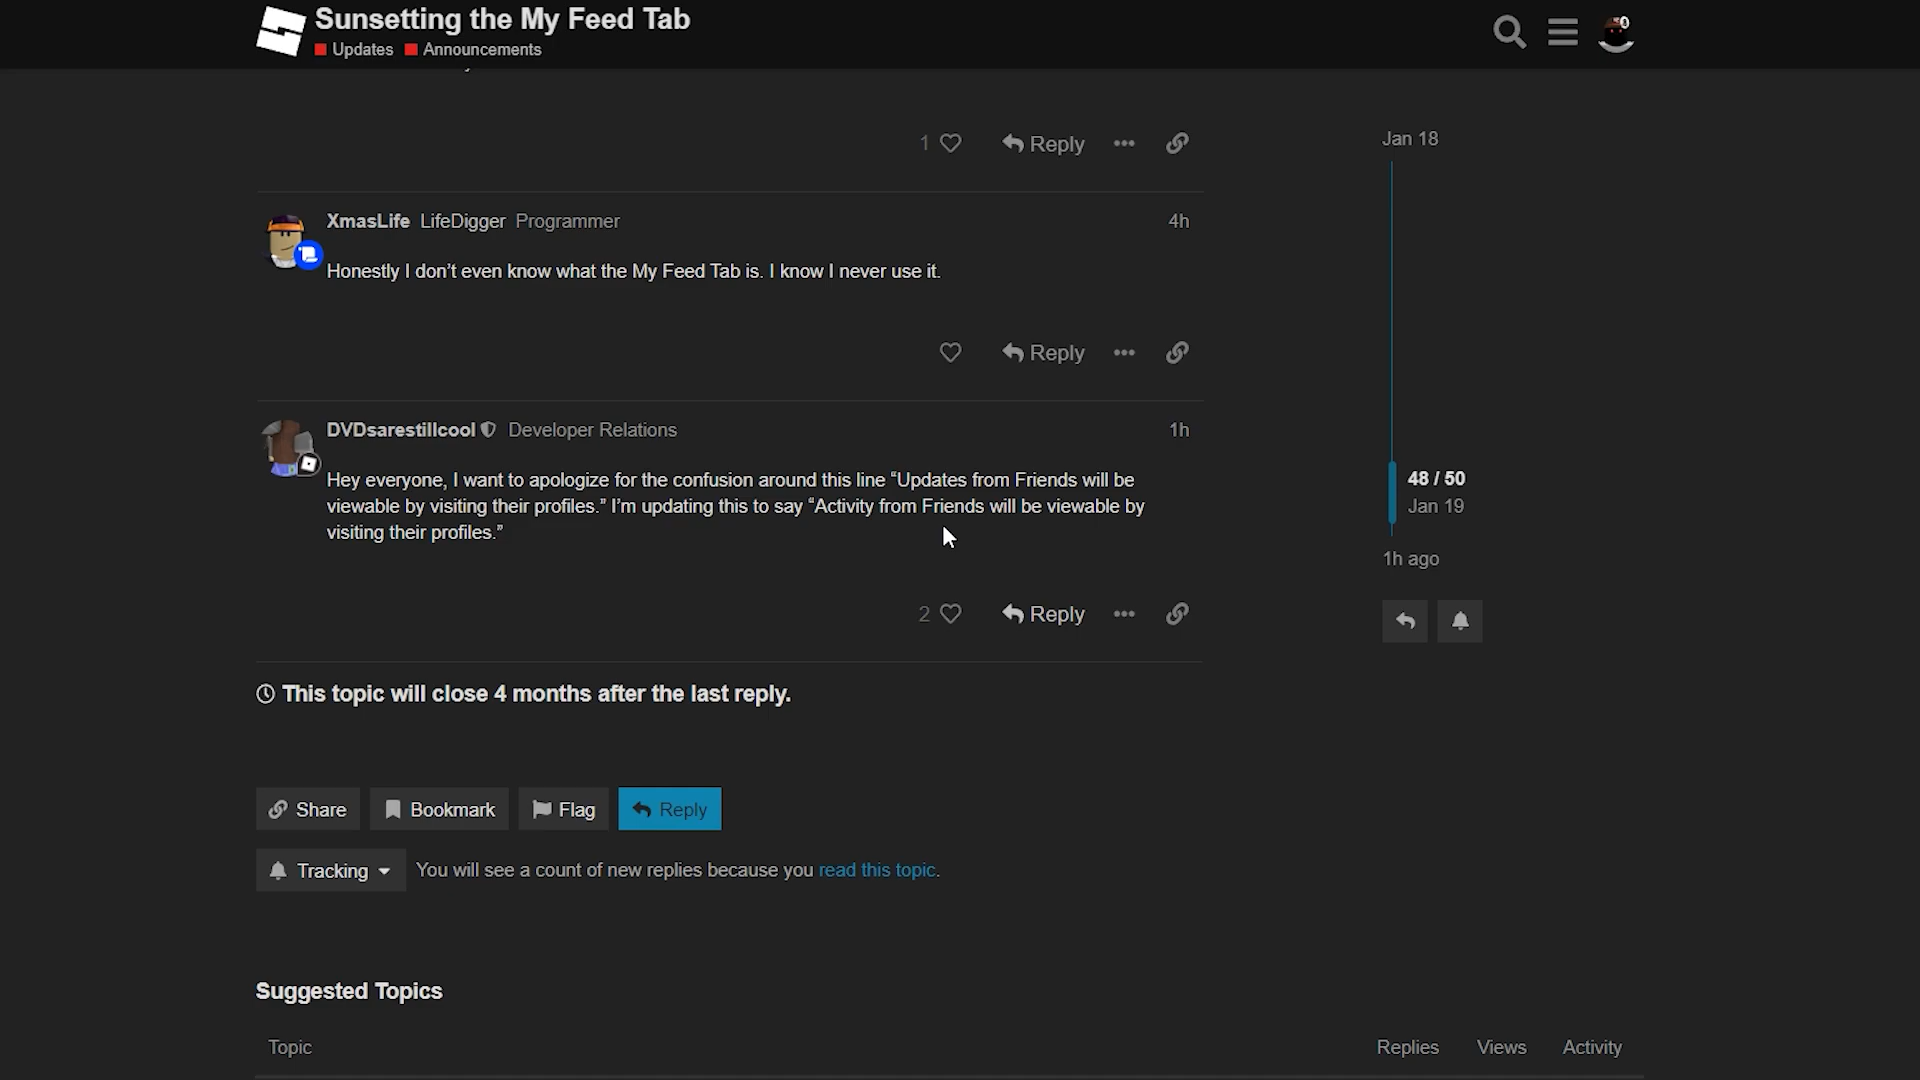 Sunsetting the My Feed Tab
Updates Announcements
1 Reply
Jan 18
XmasLife LifeDigger Programmer 4h
Honestly I don't even know what the My Feed Tab is. I know I never use it.
Reply
DVDsarestillcool Developer Relations 1h
Hey everyone, I want to apologize for the confusion around this line “Updates from Friends will be
viewable by visiting their profiles.” I'm updating this to say “Activity from Friends will be viewable by
visiting their profiles.”
48 / 50
Jan 19
1h ago
2 Reply
This topic will close 4 months after the last reply.
Share Bookmark Flag Reply
Tracking You will see a count of new replies because you read this topic.
Suggested Topics
Topic Replies Views Activity